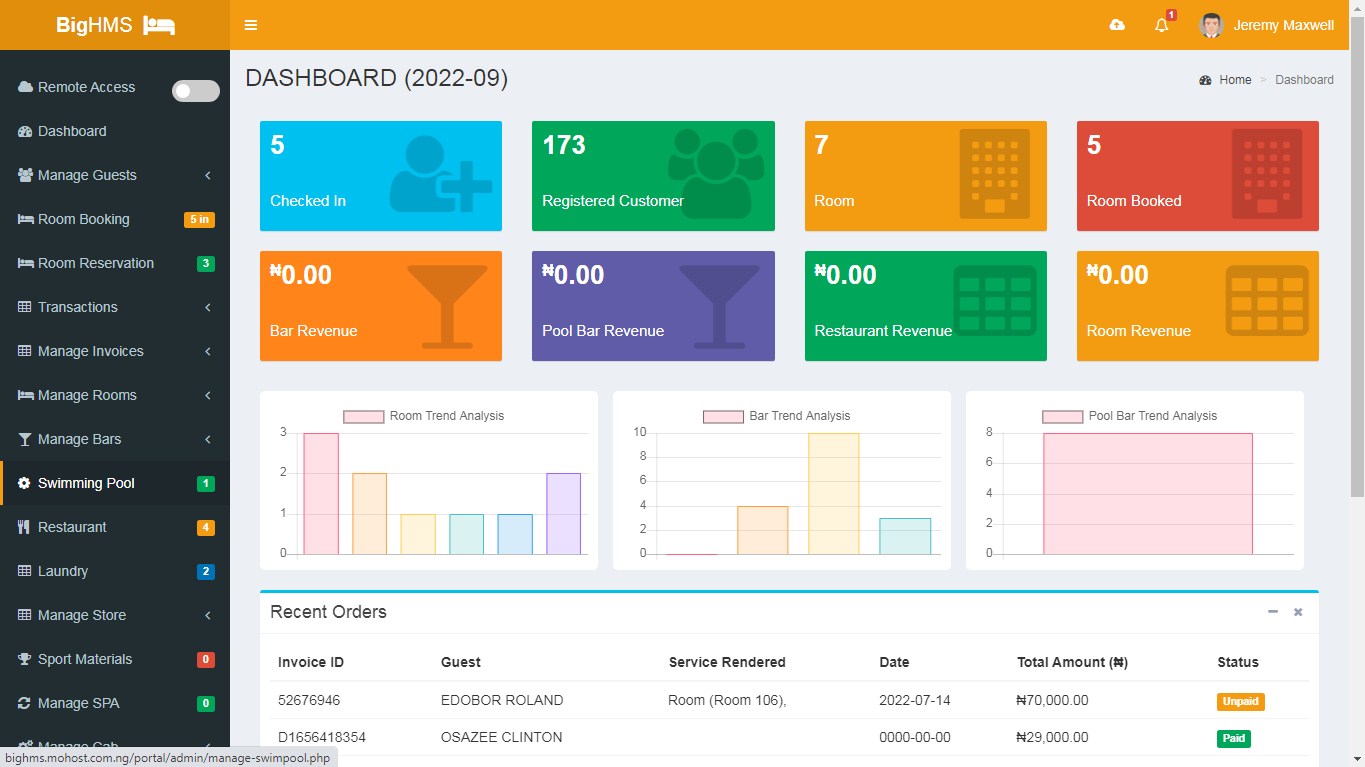 BigHMS
1
Jeremy Maxwell
Remote Access
Dashboard
Manage Guests
Room Booking 5 in
Room Reservation 3
Transactions
Manage Invoices
Manage Rooms
Manage Bars
Swimming Pool 1
Restaurant 4
Laundry 2
Manage Store
Sport Materials 0
Manage SPA 0
Manage Cab
bighms.mohost.com.ng/portal/admin/manage-swimpool.php
DASHBOARD (2022-09)
Home > Dashboard
5
Checked In
173
Registered Customer
7
Room
5
Room Booked
₦0.00
Bar Revenue
₦0.00
Pool Bar Revenue
₦0.00
Restaurant Revenue
₦0.00
Room Revenue
Room Trend Analysis
3
2
1
0
Bar Trend Analysis
10
8
6
4
2
0
Pool Bar Trend Analysis
8
6
4
2
0
Recent Orders
Invoice ID Guest Service Rendered Date Total Amount (₦) Status
52676946 EDOBOR ROLAND Room (Room 106), 2022-07-14 ₦70,000.00 Unpaid
D1656418354 OSAZEE CLINTON 0000-00-00 ₦29,000.00 Paid